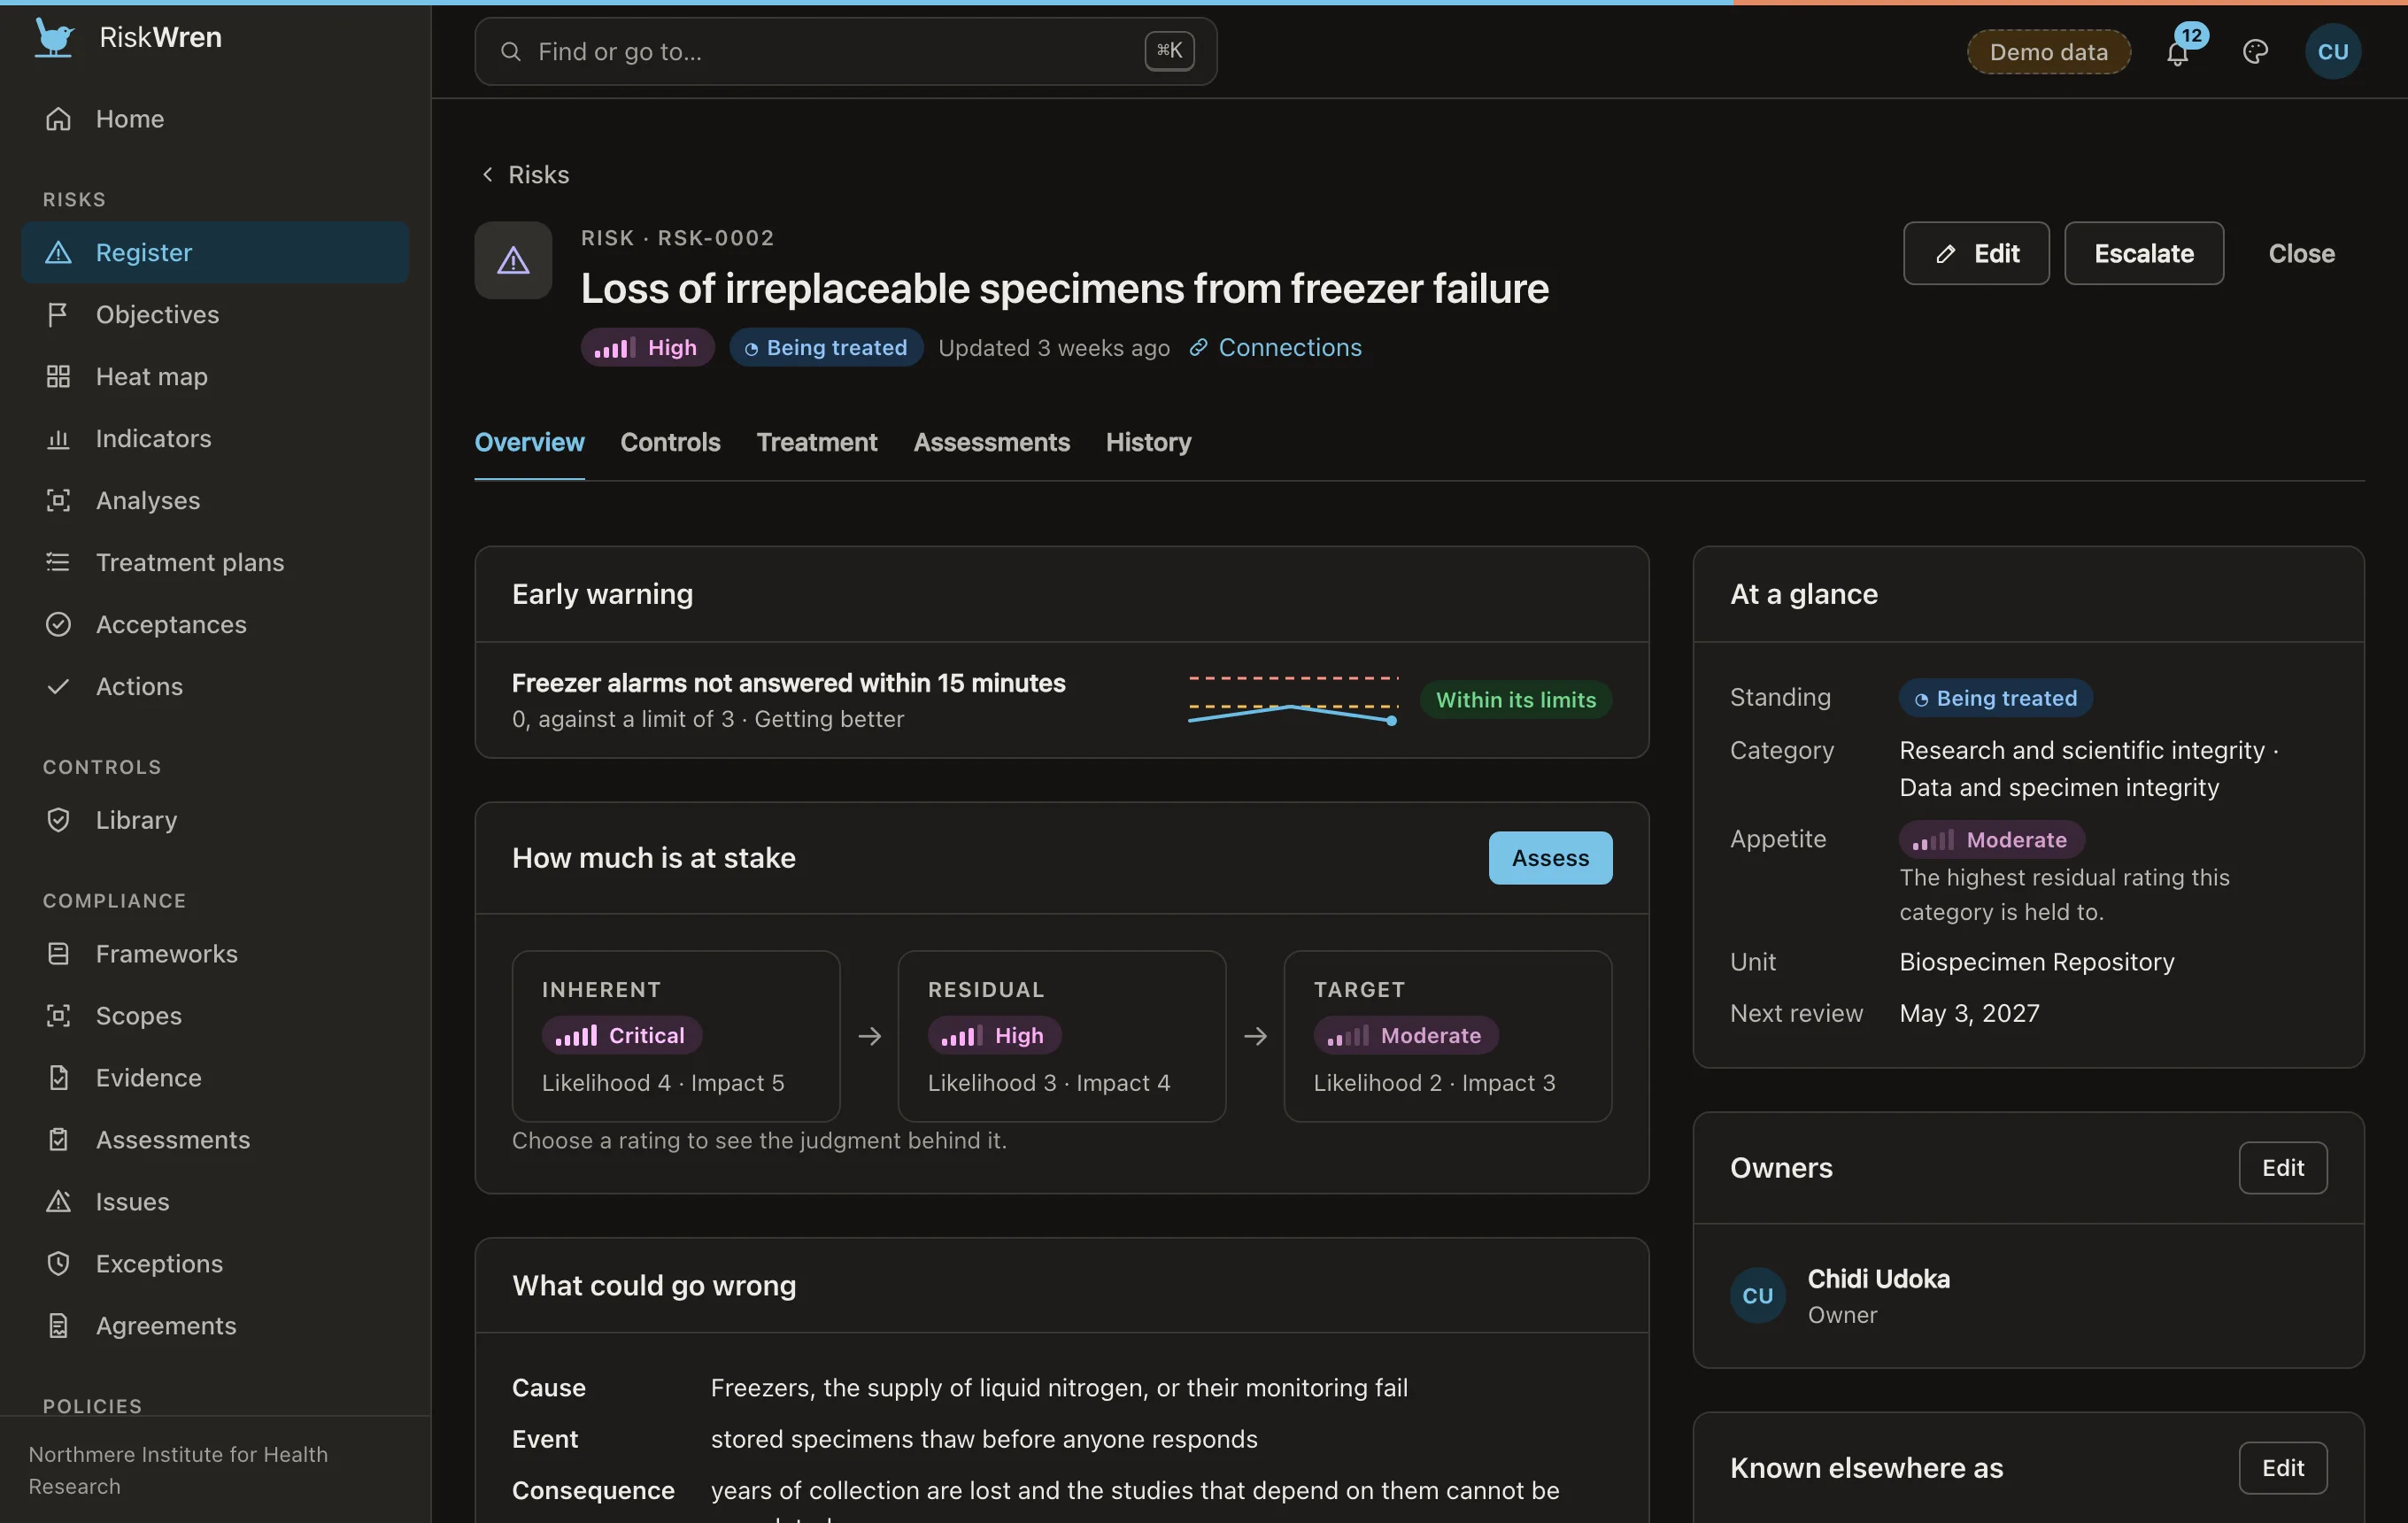 RiskWren
Find or go to...
⌘K
Demo data
12
CU
Home
RISKS
Register
Objectives
Heat map
Indicators
Analyses
Treatment plans
Acceptances
Actions
CONTROLS
Library
COMPLIANCE
Frameworks
Scopes
Evidence
Assessments
Issues
Exceptions
Agreements
POLICIES
Northmere Institute for Health
Research
Risks
RISK · RSK-0002
Loss of irreplaceable specimens from freezer failure
High
Being treated
Updated 3 weeks ago
Connections
Edit
Escalate
Close
Overview
Controls
Treatment
Assessments
History
Early warning
Freezer alarms not answered within 15 minutes
0, against a limit of 3 · Getting better
Within its limits
How much is at stake
Assess
INHERENT
Critical
Likelihood 4 · Impact 5
RESIDUAL
High
Likelihood 3 · Impact 4
TARGET
Moderate
Likelihood 2 · Impact 3
Choose a rating to see the judgment behind it.
What could go wrong
Cause
Freezers, the supply of liquid nitrogen, or their monitoring fail
Event
stored specimens thaw before anyone responds
Consequence
years of collection are lost and the studies that depend on them cannot be
At a glance
Standing
Being treated
Category
Research and scientific integrity ·
Data and specimen integrity
Appetite
Moderate
The highest residual rating this
category is held to.
Unit
Biospecimen Repository
Next review
May 3, 2027
Owners
Edit
CU
Chidi Udoka
Owner
Known elsewhere as
Edit